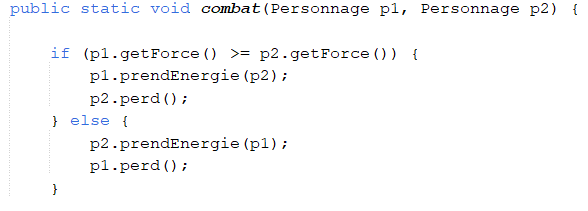 public static void combat(Personnage p1, Personnage p2) {
if (p1.getForce() >= p2.getForce()) {
p1.prendEnergie(p2);
p2.perd();
} else {
p2.prendEnergie(p1);
p1.perd();
}